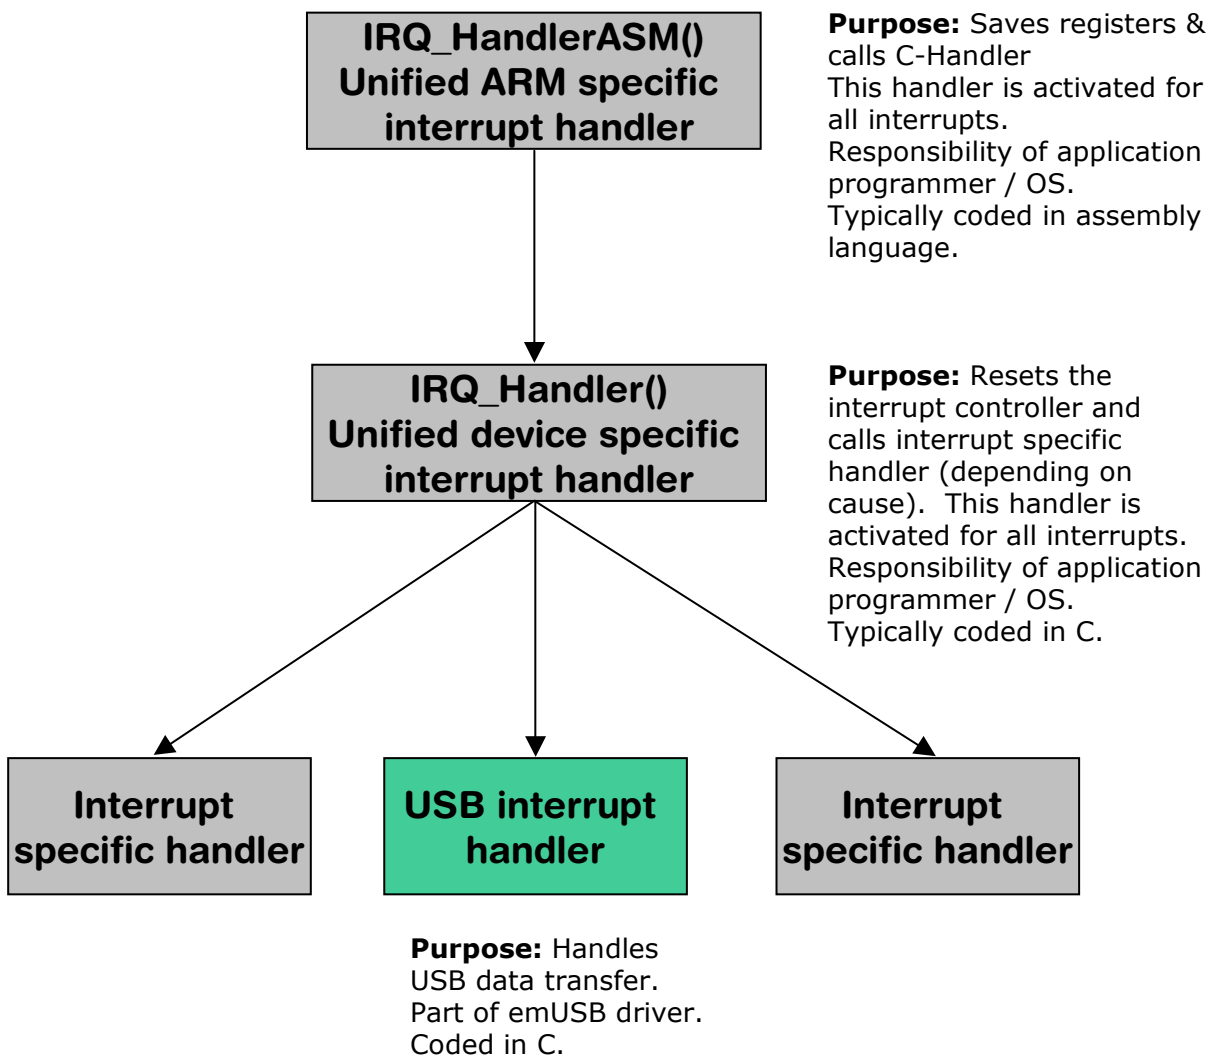 IRQ_HandlerASM()
Unified ARM specific
interrupt handler
Purpose: Saves registers &
calls C-Handler
This handler is activated for
all interrupts.
Responsibility of application
programmer / OS.
Typically coded in assembly
language.
IRQ_Handler()
Unified device specific
interrupt handler
Purpose: Resets the
interrupt controller and
calls interrupt specific
handler (depending on
cause).  This handler is
activated for all interrupts.
Responsibility of application
programmer / OS.
Typically coded in C.
Interrupt
specific handler
USB interrupt
handler
Interrupt
specific handler
Purpose: Handles
USB data transfer.
Part of emUSB driver.
Coded in C.